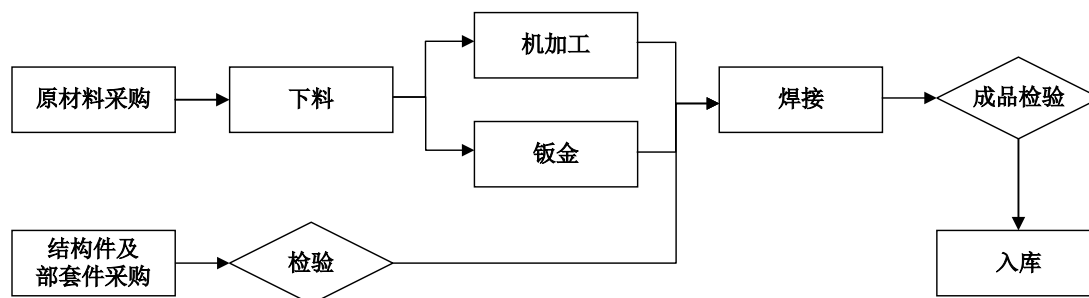 机加工
原材料采购
下料
焊接
成品检验
钣金
结构件及
部套件采购
检验
入库